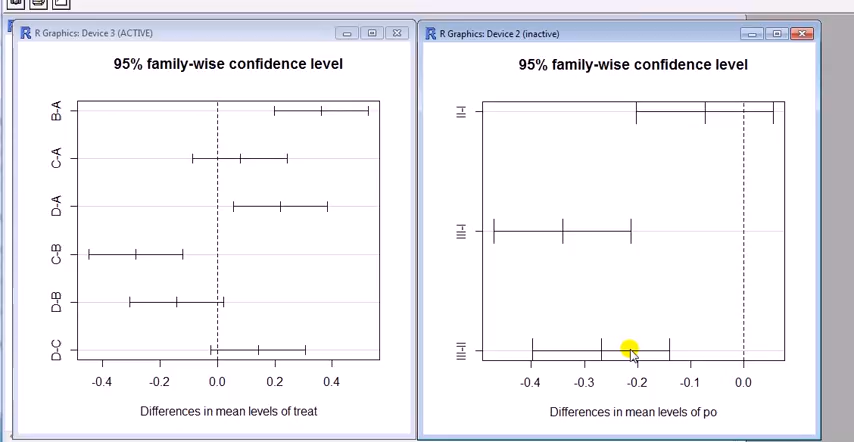 R Graphics: Device 3 (ACTIVE)
95% family-wise confidence level
B-A
C-A
D-A
C-B
D-B
D-C
-0.4 -0.2 0.0 0.2 0.4
Differences in mean levels of treat
R Graphics: Device 2 (inactive)
95% family-wise confidence level
II-I
III-I
III-II
-0.4 -0.3 -0.2 -0.1 0.0
Differences in mean levels of po